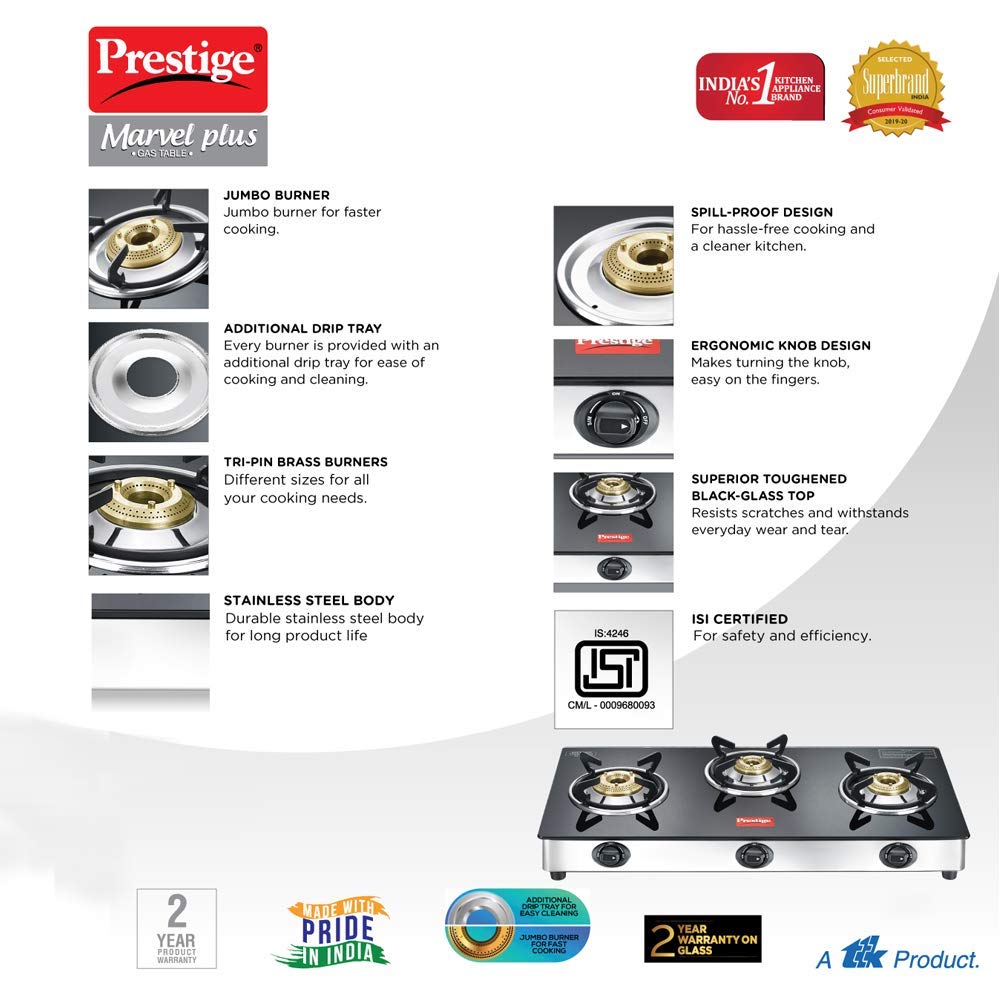 Prestige®
Marvel plus
•GAS TABLE•
INDIA'S No. 1 KITCHEN APPLIANCE BRAND
SELECTED
Superbrand
INDIA
Consumer Validated
2019-20
JUMBO BURNER
Jumbo burner for faster
cooking.
ADDITIONAL DRIP TRAY
Every burner is provided with an
additional drip tray for ease of
cooking and cleaning.
TRI-PIN BRASS BURNERS
Different sizes for all
your cooking needs.
STAINLESS STEEL BODY
Durable stainless steel body
for long product life
SPILL-PROOF DESIGN
For hassle-free cooking and
a cleaner kitchen.
Prestige
ON
OFF
SIM
ERGONOMIC KNOB DESIGN
Makes turning the knob,
easy on the fingers.
Prestige
SUPERIOR TOUGHENED
BLACK-GLASS TOP
Resists scratches and withstands
everyday wear and tear.
IS:4246
ISI
CM/L - 0009680093
ISI CERTIFIED
For safety and efficiency.
Prestige
2
YEAR
PRODUCT
WARRANTY
MADE WITH
PRIDE
IN INDIA
ADDITIONAL
DRIP TRAY FOR
EASY CLEANING
JUMBO BURNER
FOR FAST
COOKING
2 YEAR
WARRANTY ON
GLASS
A ttk Product.